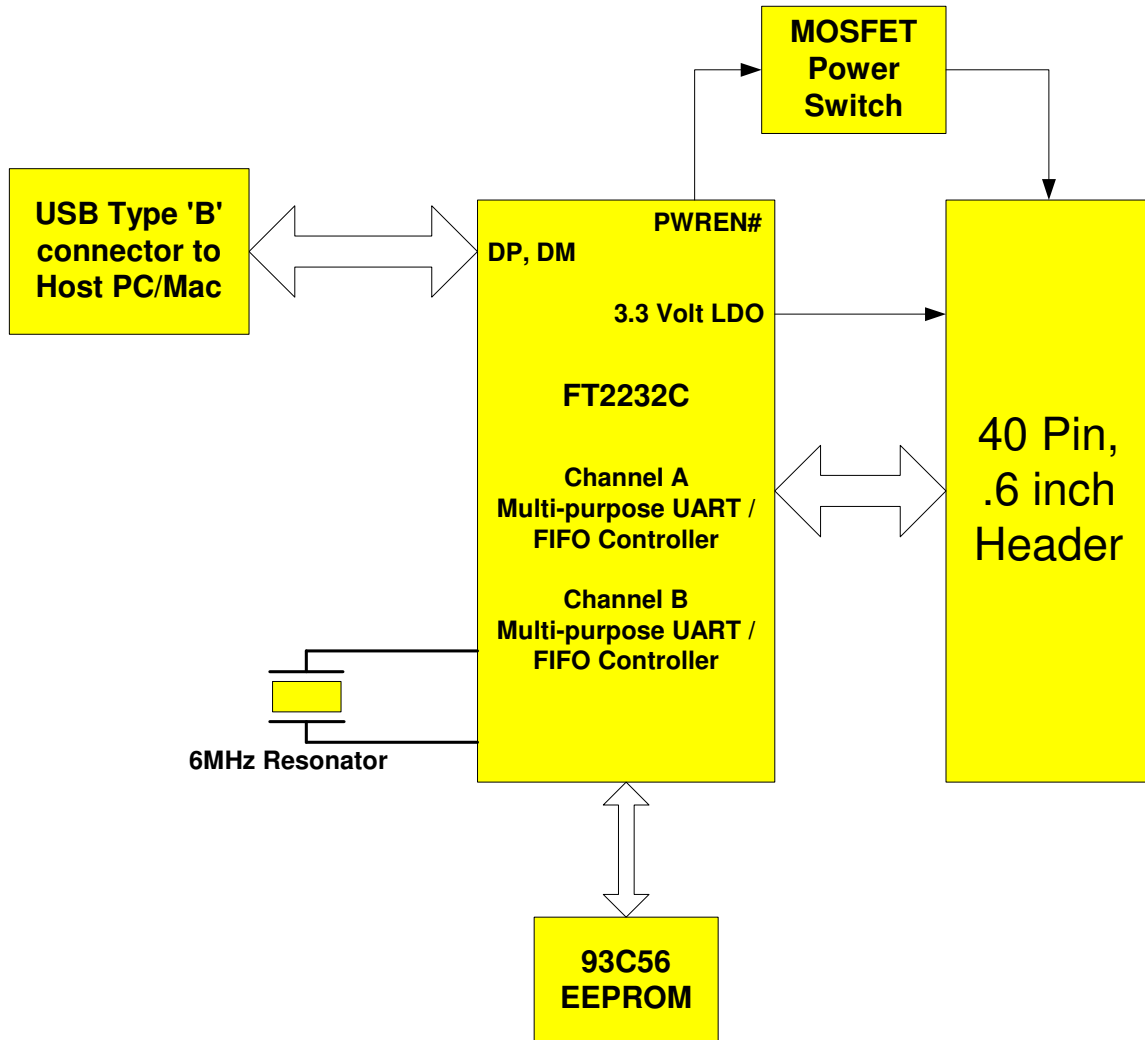 MOSFET
Power
Switch
USB Type 'B'
connector to
Host PC/Mac
PWREN#
DP, DM
3.3 Volt LDO
FT2232C
Channel A
Multi-purpose UART /
FIFO Controller
Channel B
Multi-purpose UART /
FIFO Controller
40 Pin,
.6 inch
Header
6MHz Resonator
93C56
EEPROM